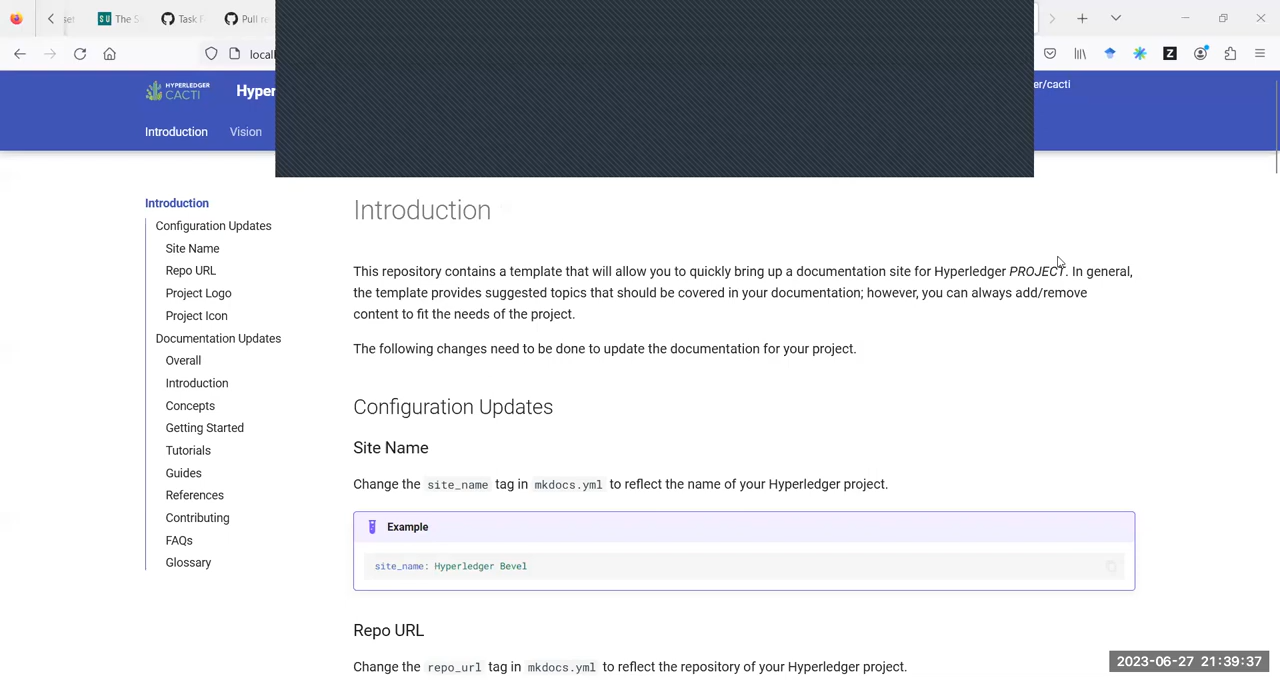 The S
Task F
Pull re
locall
HYPERLEDGER
CACTI
Hyper
er/cacti
Introduction Vision
Introduction
Configuration Updates
Site Name
Repo URL
Project Logo
Project Icon
Documentation Updates
Overall
Introduction
Concepts
Getting Started
Tutorials
Guides
References
Contributing
FAQs
Glossary
Introduction
This repository contains a template that will allow you to quickly bring up a documentation site for Hyperledger PROJECT. In general,
the template provides suggested topics that should be covered in your documentation; however, you can always add/remove
content to fit the needs of the project.
The following changes need to be done to update the documentation for your project.
Configuration Updates
Site Name
Change the site_name tag in mkdocs.yml to reflect the name of your Hyperledger project.
Example
site_name: Hyperledger Bevel
Repo URL
Change the repo_url tag in mkdocs.yml to reflect the repository of your Hyperledger project.
2023-06-27 21:39:37